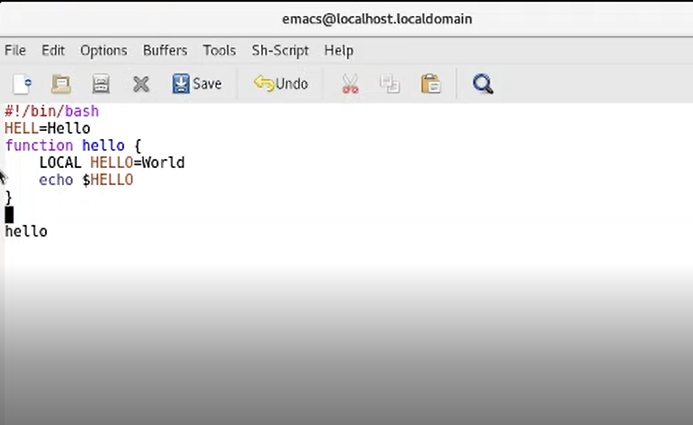 emacs@localhost.localdomain
File Edit Options Buffers Tools Sh-Script Help
Save Undo
#!/bin/bash
HELL=Hello
function hello {
    LOCAL HELLO=World
    echo $HELLO
}
hello